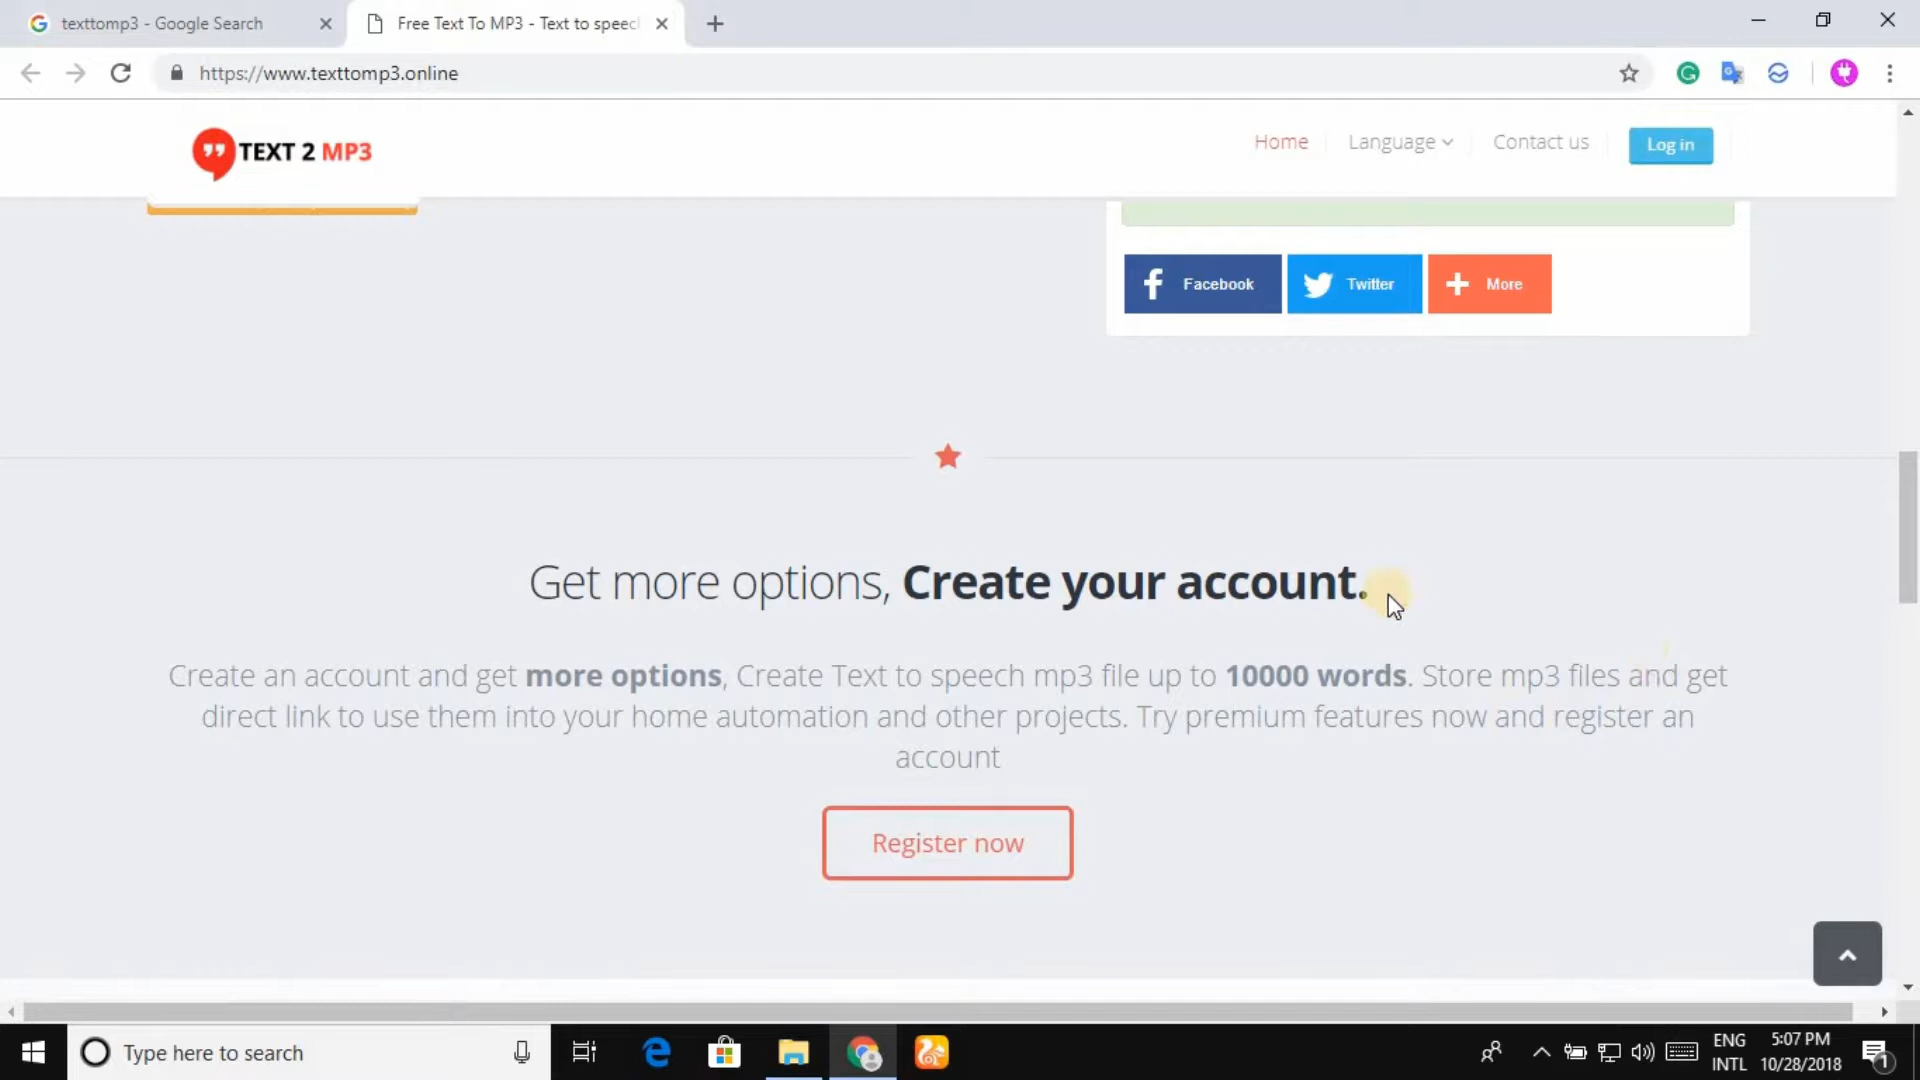 texttomp3 - Google Search
Free Text To MP3 - Text to speec
https://www.texttomp3.online
TEXT 2 MP3
Home
Language
Contact us
Log in
Facebook
Twitter
More
Get more options, Create your account.
Create an account and get more options, Create Text to speech mp3 file up to 10000 words. Store mp3 files and get
direct link to use them into your home automation and other projects. Try premium features now and register an
account
Register now
Type here to search
ENG
INTL
5:07 PM
10/28/2018
1